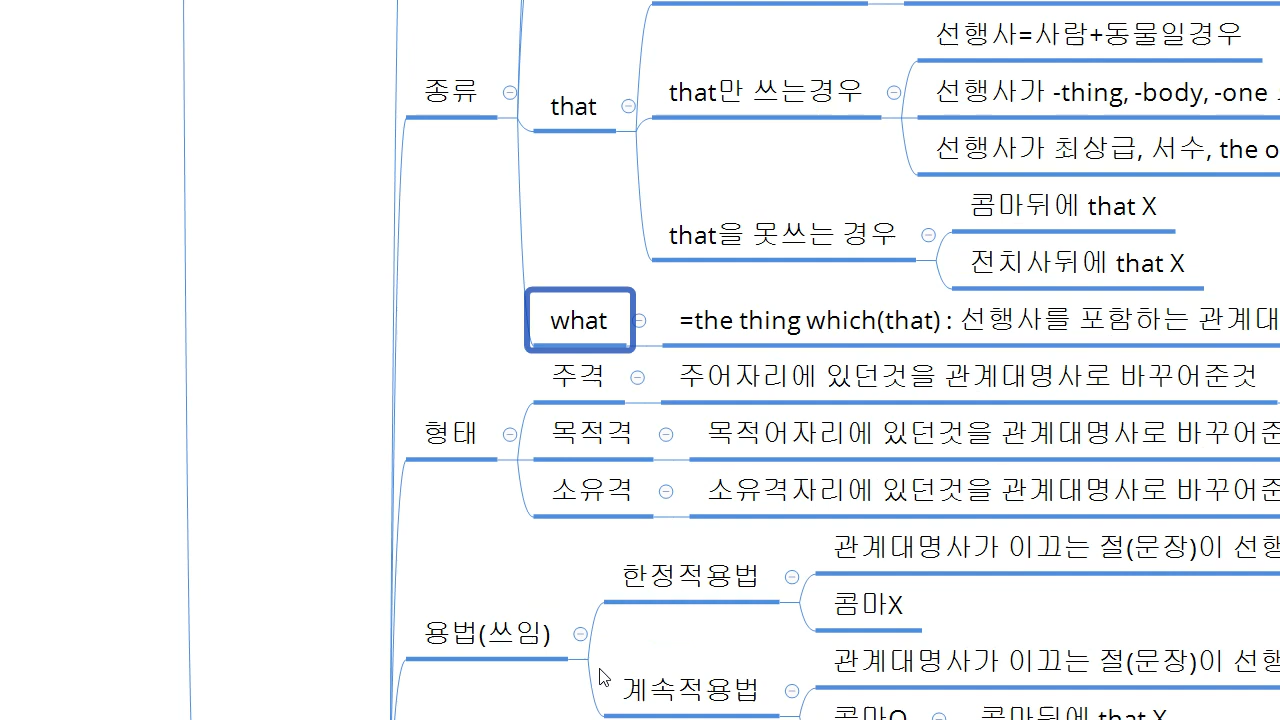 선행사=사람+동물일경우
종류
that
that만 쓰는경우
선행사가 -thing, -body, -one
선행사가 최상급, 서수, the o
that을 못쓰는 경우
콤마뒤에 that X
전치사뒤에 that X
what
=the thing which(that) : 선행사를 포함하는 관계대
주격
주어자리에 있던것을 관계대명사로 바꾸어준것
형태
목적격
목적어자리에 있던것을 관계대명사로 바꾸어준
소유격
소유격자리에 있던것을 관계대명사로 바꾸어준
관계대명사가 이끄는 절(문장)이 선행
한정적용법
콤마X
용법(쓰임)
관계대명사가 이끄는 절(문장)이 선행
계속적용법
콤마O
콤마뒤에 that X